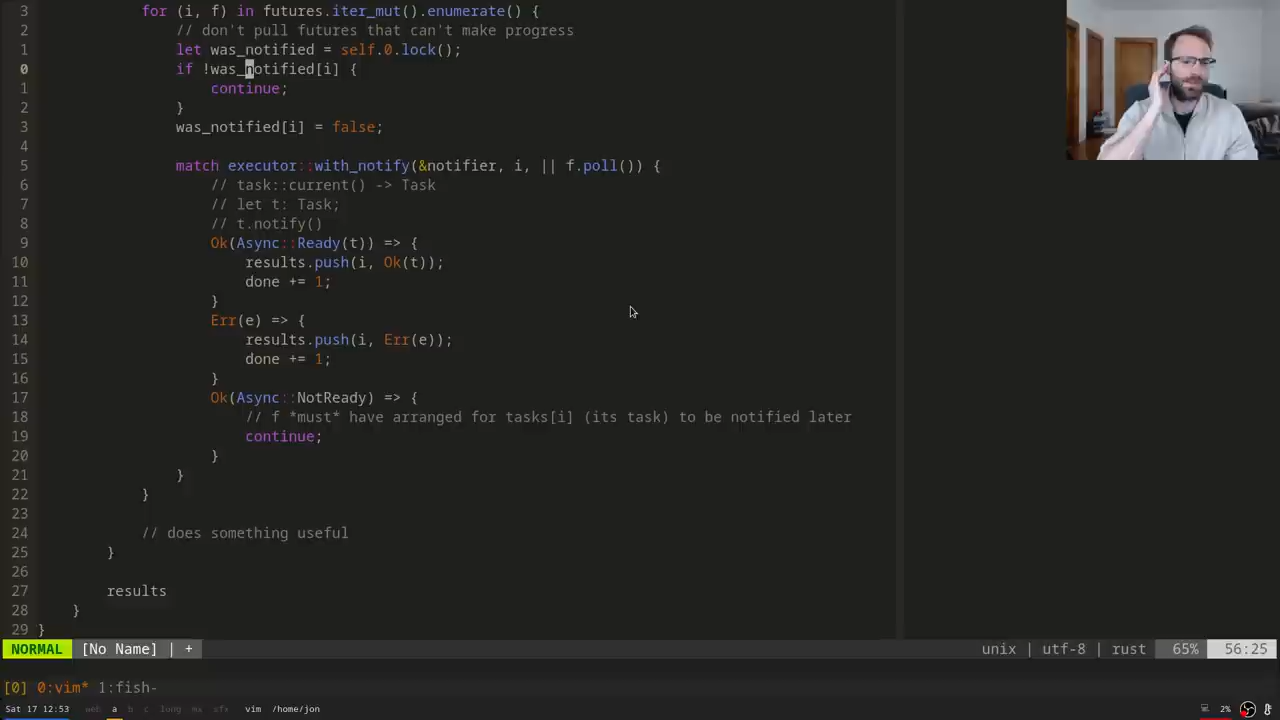 3 for (i, f) in futures.iter_mut().enumerate() {
2 // don't pull futures that can't make progress
1 let was_notified = self.0.lock();
0 if !was_notified[i] {
1 continue;
2 }
3 was_notified[i] = false;
4
5 match executor::with_notify(&notifier, i, || f.poll()) {
6 // task::current() -> Task
7 // let t: Task;
8 // t.notify()
9 Ok(Async::Ready(t)) => {
10 results.push(i, Ok(t));
11 done += 1;
12 }
13 Err(e) => {
14 results.push(i, Err(e));
15 done += 1;
16 }
17 Ok(Async::NotReady) => {
18 // f *must* have arranged for tasks[i] (its task) to be notified later
19 continue;
20 }
21 }
22 }
23
24 // does something useful
25 }
26
27 results
28 }
29 }
NORMAL [No Name] | + unix | utf-8 | rust 65% 56:25
[0] 0:vim* 1:fish-
Sat 17 12:53 web a b c lung mx sfx vim /home/jon 2%